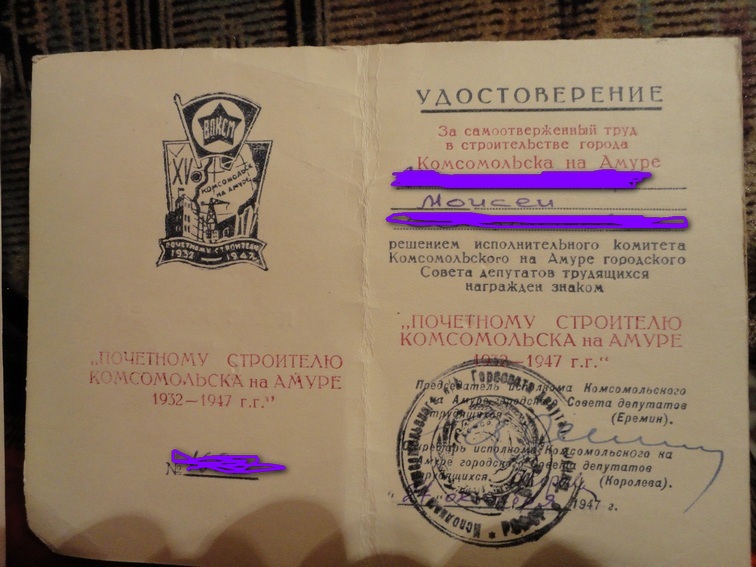 ВЛКСМ
XV
КОМСОМОЛЬСК
НА АМУРЕ
ПОЧЕТНОМУ СТРОИТЕЛЮ
1932 — 1947
„ПОЧЕТНОМУ СТРОИТЕЛЮ
КОМСОМОЛЬСКА на АМУРЕ
1932—1947 г.г."
№
УДОСТОВЕРЕНИЕ
За самоотверженный труд
в строительстве города
Комсомольска на Амуре
Моисей
решением исполнительного комитета
Комсомольского на Амуре городского
Совета депутатов трудящихся
награжден знаком
„ПОЧЕТНОМУ СТРОИТЕЛЮ
КОМСОМОЛЬСКА на АМУРЕ
1932—1947 г.г."
Председатель исполкома Комсомольского
на Амуре городского Совета депутатов
трудящихся (Еремин).
Секретарь исполкома Комсомольского на
Амуре городского Совета депутатов
трудящихся. (Королева).
1947 г.